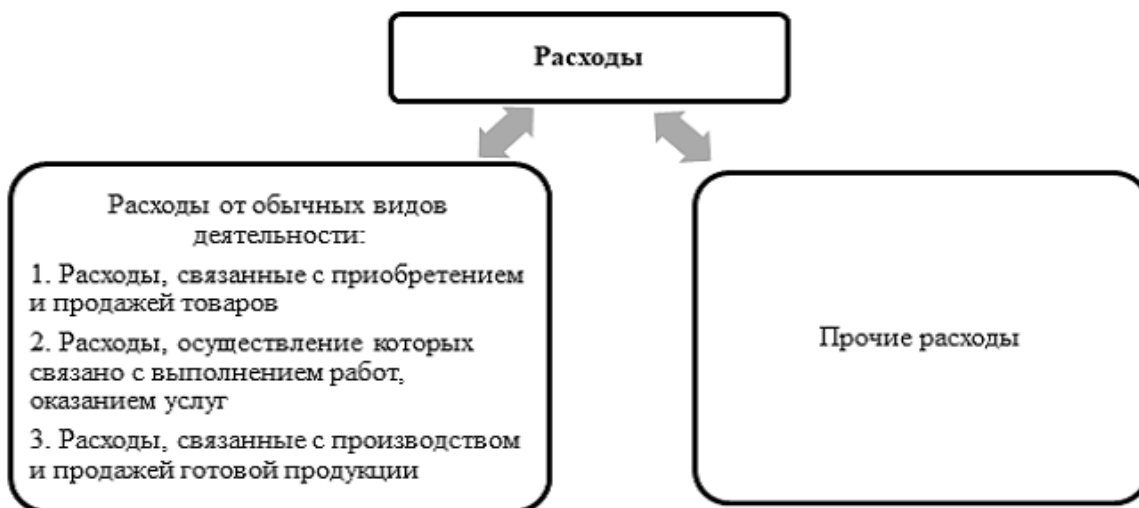 Расходы
Расходы от обычных видов
деятельности:
1. Расходы, связанные с приобретением
и продажей товаров
2. Расходы, осуществление которых
связано с выполнением работ,
оказанием услуг
3. Расходы, связанные с производством
и продажей готовой продукции
Прочие расходы